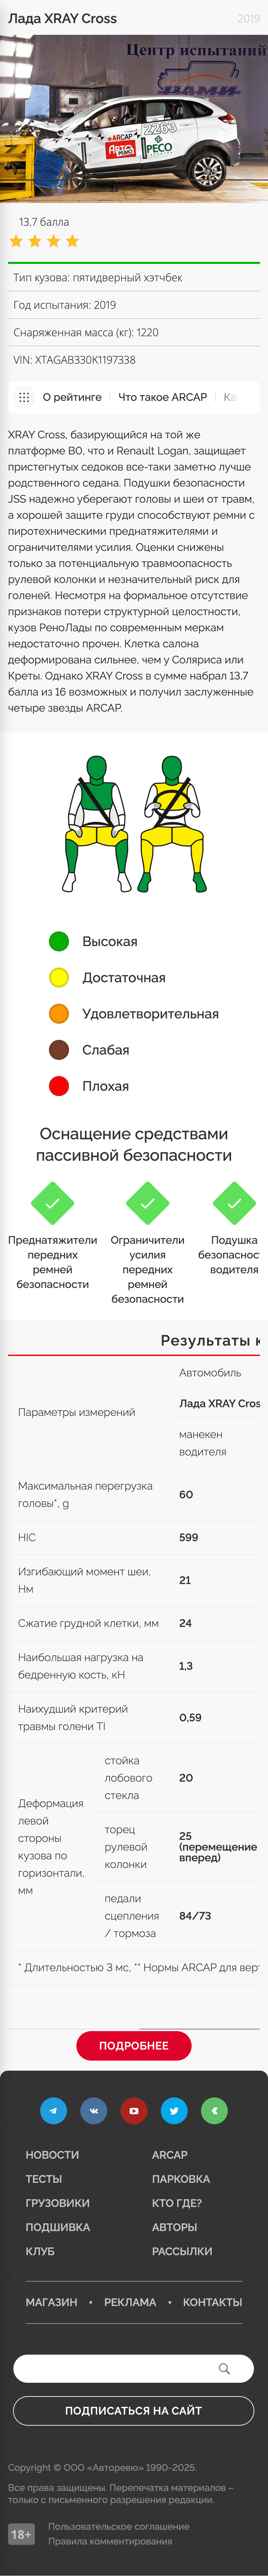 Лада XRAY Cross
2019
Центр испытаний
НАМИ
ARCAP
Авто
РЕВЮ
РЕСО
2263
13.7 балла
Тип кузова: пятидверный хэтчбек
Год испытания: 2019
Снаряженная масса (кг): 1220
VIN: XTAGAB330K1197338
О рейтинге
Что такое ARCAP
Ка
XRAY Cross, базирующийся на той же
платформе B0, что и Renault Logan, защищает
пристегнутых седоков все-таки заметно лучше
родственного седана. Подушки безопасности
JSS надежно уберегают головы и шеи от травм,
а хорошей защите груди способствуют ремни с
пиротехническими преднатяжителями и
ограничителями усилия. Оценки снижены
только за потенциальную травмоопасность
рулевой колонки и незначительный риск для
голеней. Несмотря на формальное отсутствие
признаков потери структурной целостности,
кузов РеноЛады по современным меркам
недостаточно прочен. Клетка салона
деформирована сильнее, чем у Соляриса или
Креты. Однако XRAY Cross в сумме набрал 13,7
балла из 16 возможных и получил заслуженные
четыре звезды ARCAP.
Высокая
Достаточная
Удовлетворительная
Слабая
Плохая
Оснащение средствами
пассивной безопасности
Преднатяжители
передних
ремней
безопасности
Ограничители
усилия
передних
ремней
безопасности
Подушка
безопаснос
водителя
Результаты к
Параметры измерений
Автомобиль
Лада XRAY Cros
манекен
водителя
Максимальная перегрузка
головы*, g
60
HIC
599
Изгибающий момент шеи,
Нм
21
Сжатие грудной клетки, мм
24
Наибольшая нагрузка на
бедренную кость, кН
1,3
Наихудший критерий
травмы голени TI
0,59
Деформация
левой
стороны
кузова по
горизонтали,
мм
стойка
лобового
стекла
20
торец
рулевой
колонки
25
(перемещение
вперед)
педали
сцепления
/ тормоза
84/73
* Длительностью 3 мс, ** Нормы ARCAP для верт
ПОДРОБНЕЕ
НОВОСТИ
ARCAP
ТЕСТЫ
ПАРКОВКА
ГРУЗОВИКИ
КТО ГДЕ?
ПОДШИВКА
АВТОРЫ
КЛУБ
РАССЫЛКИ
МАГАЗИН • РЕКЛАМА • КОНТАКТЫ
ПОДПИСАТЬСЯ НА САЙТ
Copyright © ООО «Авторевю» 1990-2025.
Все права защищены. Перепечатка материалов –
только с письменного разрешения редакции.
18+
Пользовательское соглашение
Правила комментирования